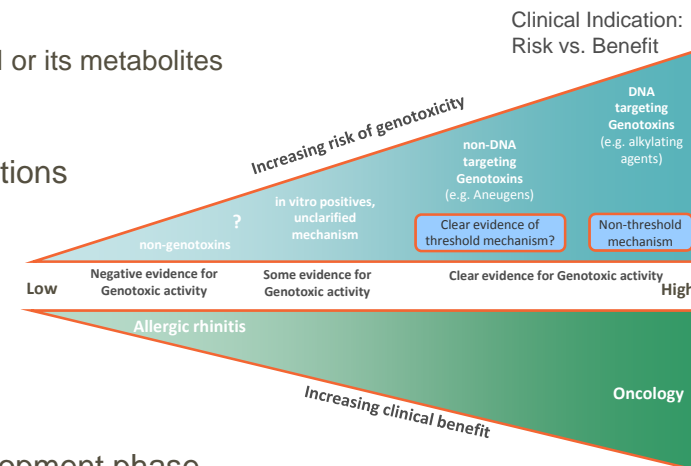 Clinical Indication:
Risk vs. Benefit
or its metabolites
Increasing risk of genotoxicity
DNA
targeting
Genotoxins
(e.g. alkylating
agents)
non-DNA
targeting
Genotoxins
(e.g. Aneugens)
in vitro positives,
unclarified
mechanism
?
non-genotoxins
Clear evidence of
threshold mechanism?
Non-threshold
mechanism
Negative evidence for
Genotoxic activity
Some evidence for
Genotoxic activity
Clear evidence for Genotoxic activity
Low
High
Allergic rhinitis
Oncology
Increasing clinical benefit
phase